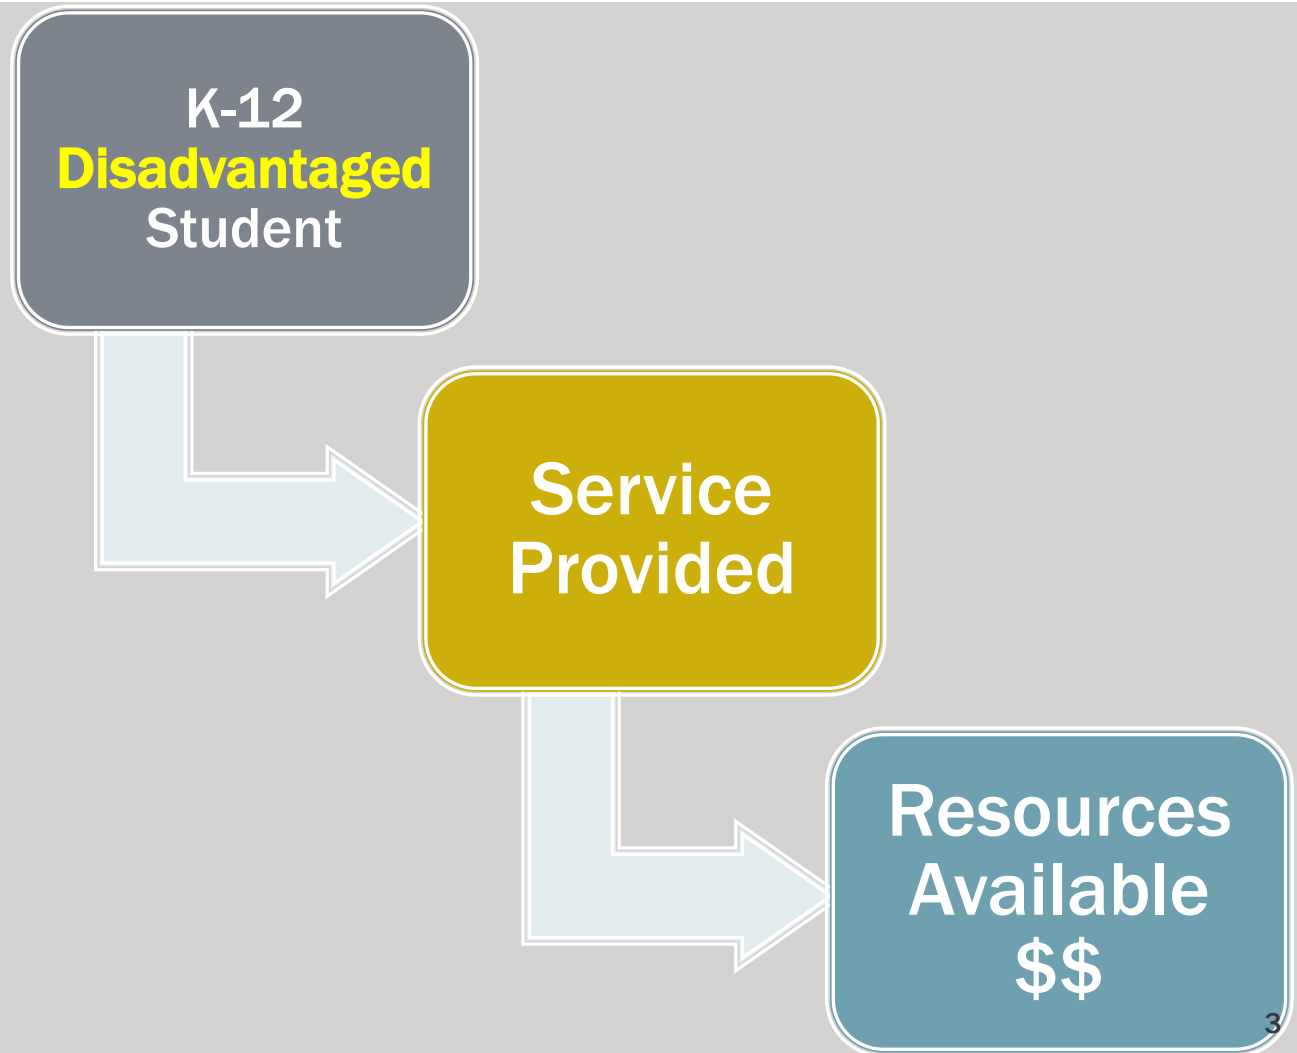 K-12
Disadvantaged
Student
Service
Provided
Resources
Available
$$
3